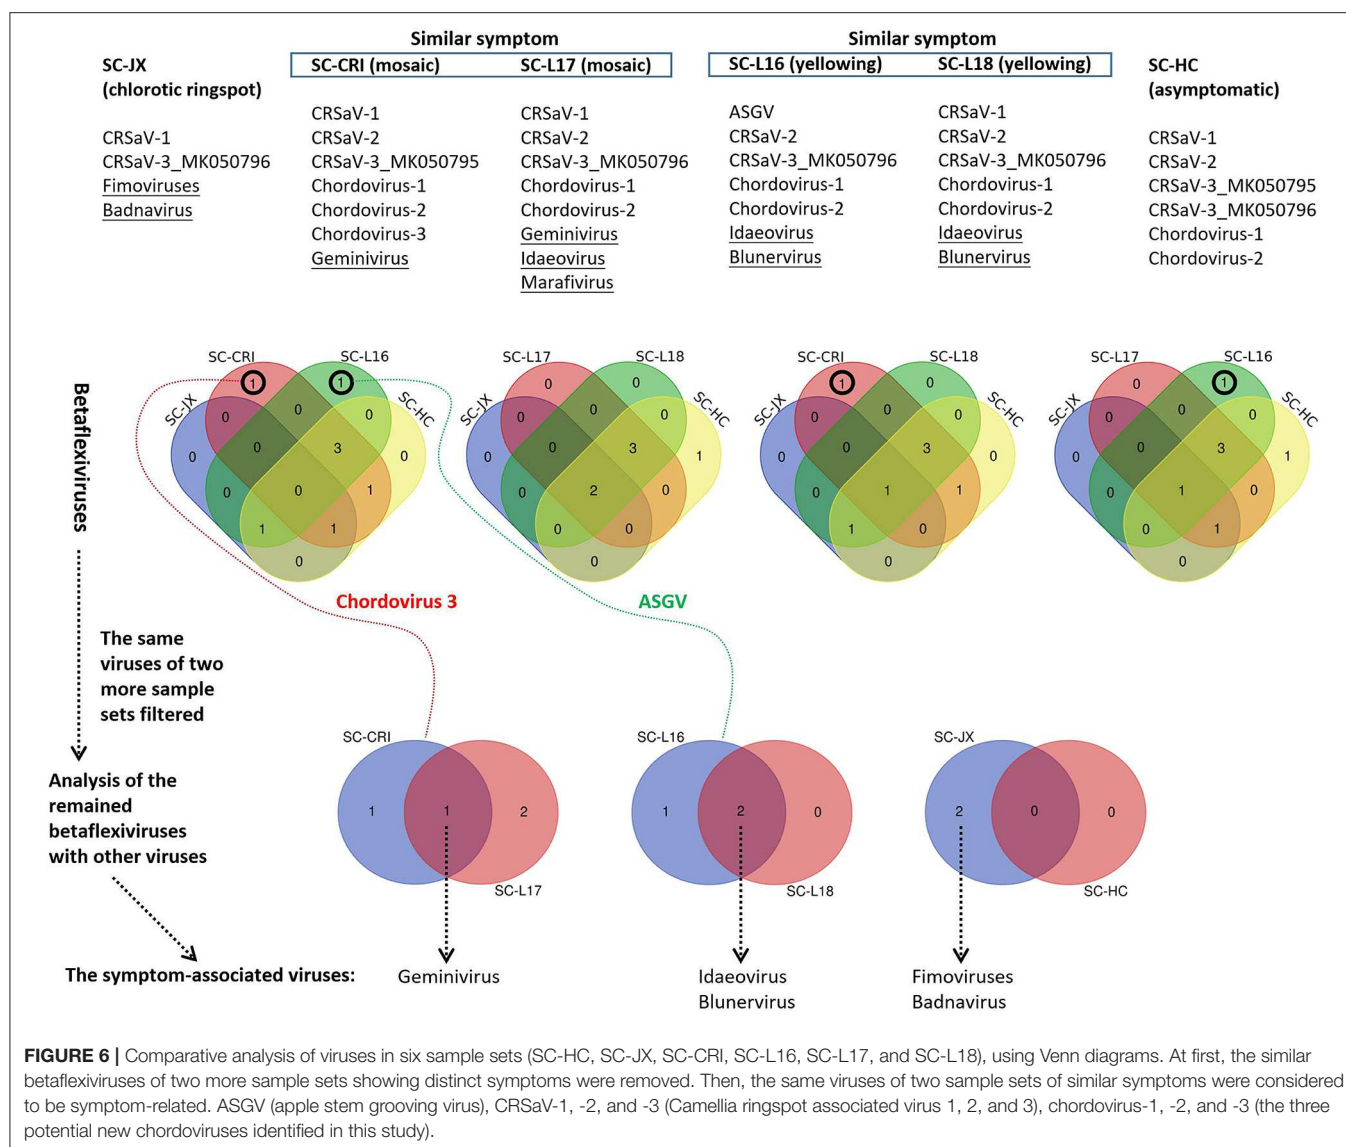 Similar symptom
Similar symptom
SC-JX
(chlorotic ringspot)
CRSaV-1
CRSaV-3_MK050796
Fimoviruses
Badnavirus
SC-CRI (mosaic)
CRSaV-1
CRSaV-2
CRSaV-3_MK050795
Chordovirus-1
Chordovirus-2
Chordovirus-3
Geminivirus
SC-L17 (mosaic)
CRSaV-1
CRSaV-2
CRSaV-3_MK050796
Chordovirus-1
Chordovirus-2
Geminivirus
Idaeovirus
Marafivirus
SC-L16 (yellowing)
ASGV
CRSaV-2
CRSaV-3_MK050796
Chordovirus-1
Chordovirus-2
Idaeovirus
Blunervirus
SC-L18 (yellowing)
CRSaV-1
CRSaV-2
CRSaV-3_MK050796
Chordovirus-1
Chordovirus-2
Idaeovirus
Blunervirus
SC-HC
(asymptomatic)
CRSaV-1
CRSaV-2
CRSaV-3_MK050795
CRSaV-3_MK050796
Chordovirus-1
Chordovirus-2
Betaflexiviruses
SC-CRI SC-L16
SC-JX SC-HC
1 1
0 0 0
0 0 3 0
0 0 1
1 1
0
SC-L17 SC-L18
SC-JX SC-HC
0 0
0 0 0
0 0 3 1
0 2 0
0 0
0
SC-CRI SC-L18
SC-JX SC-HC
1 0
0 0 0
0 0 3 0
0 1 1
1 0
0
SC-L17 SC-L16
SC-JX SC-HC
0 1
0 0 0
0 0 3 1
0 1 0
0 1
0
Chordovirus 3
ASGV
The same
viruses of two
more sample
sets filtered
Analysis of the
remained
betaflexiviruses
with other viruses
SC-CRI
1 1 2
SC-L17
SC-L16
1 2 0
SC-L18
SC-JX
2 0 0
SC-HC
The symptom-associated viruses:
Geminivirus
Idaeovirus
Blunervirus
Fimoviruses
Badnavirus
FIGURE 6 | Comparative analysis of viruses in six sample sets (SC-HC, SC-JX, SC-CRI, SC-L16, SC-L17, and SC-L18), using Venn diagrams. At first, the similar
betaflexiviruses of two more sample sets showing distinct symptoms were removed. Then, the same viruses of two sample sets of similar symptoms were considered
to be symptom-related. ASGV (apple stem grooving virus), CRSaV-1, -2, and -3 (Camellia ringspot associated virus 1, 2, and 3), chordovirus-1, -2, and -3 (the three
potential new chordoviruses identified in this study).